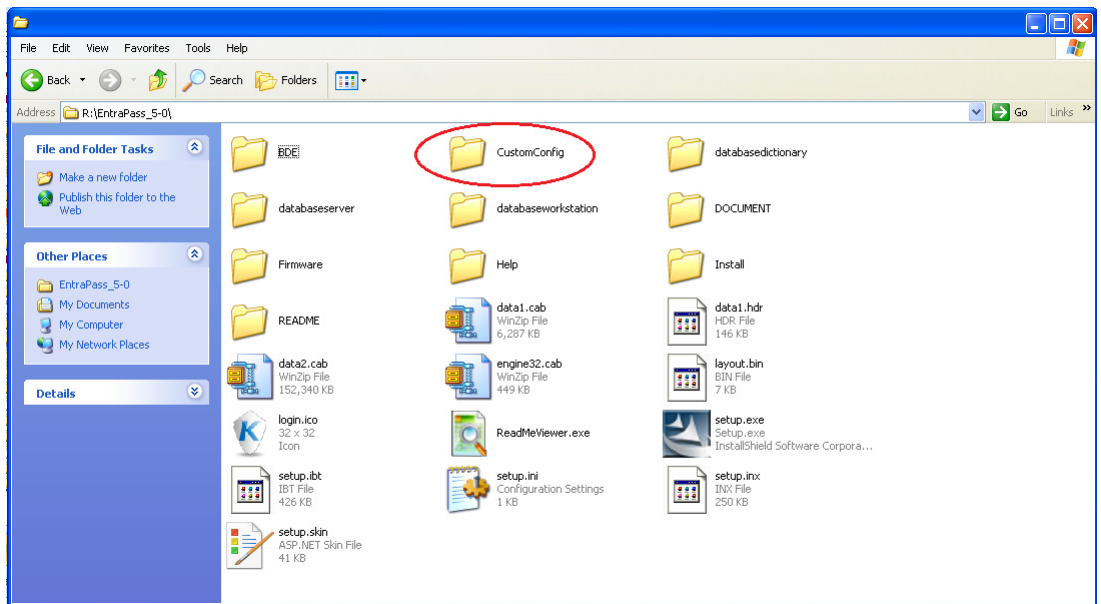 File Edit View Favorites Tools Help
Back Search Folders
Address R:\EntraPass_5-0\ Go Links »
File and Folder Tasks
Make a new folder
Publish this folder to the
Web
Other Places
EntraPass_5-0
My Documents
My Computer
My Network Places
Details
BDE
CustomConfig
databasedictionary
databaseserver
databaseworkstation
DOCUMENT
Firmware
Help
Install
README
data1.cab
WinZip File
6,287 KB
data1.hdr
HDR File
146 KB
data2.cab
WinZip File
152,340 KB
engine32.cab
WinZip File
449 KB
layout.bin
BIN File
7 KB
login.ico
32 x 32
Icon
ReadMeViewer.exe
setup.exe
Setup.exe
InstallShield Software Corpora...
setup.ibt
IBT File
426 KB
setup.ini
Configuration Settings
1 KB
setup.inx
INX File
250 KB
setup.skin
ASP.NET Skin File
41 KB